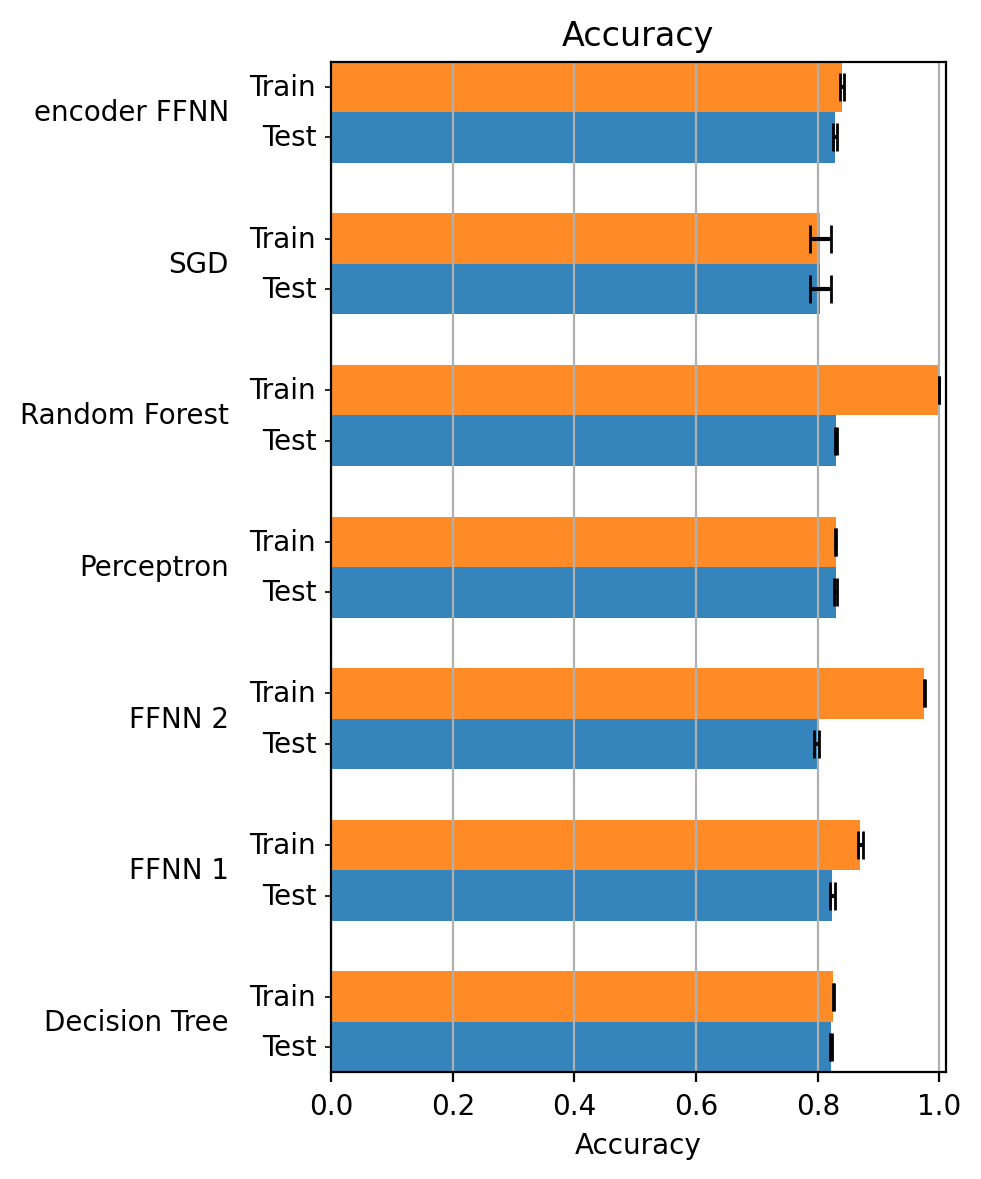 Accuracy
encoder FFNN
Train
Test
SGD
Train
Test
Random Forest
Train
Test
Perceptron
Train
Test
FFNN 2
Train
Test
FFNN 1
Train
Test
Decision Tree
Train
Test
0.0 0.2 0.4 0.6 0.8 1.0
Accuracy